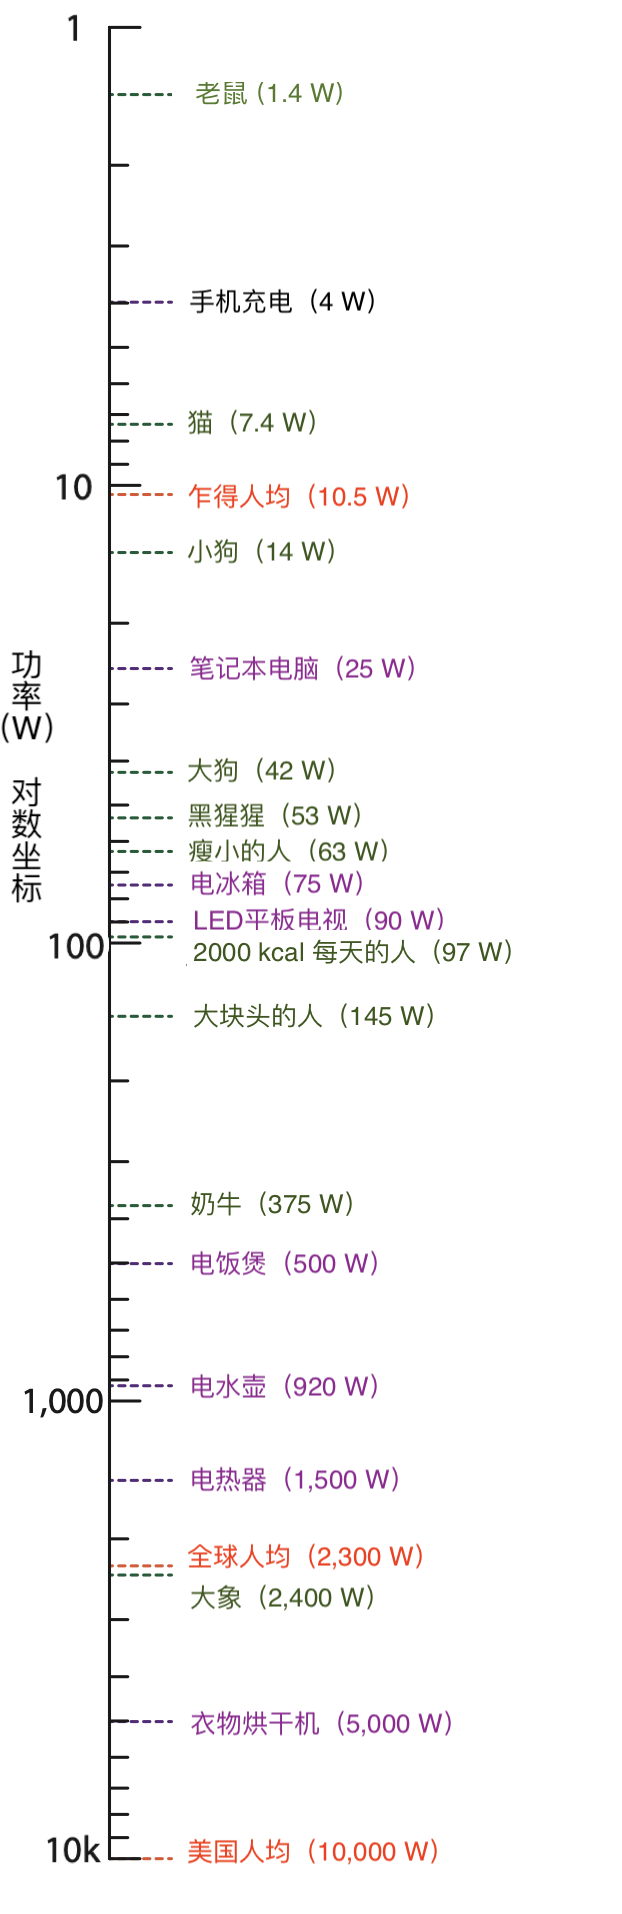 1
老鼠 (1.4 W)
手机充电（4 W）
猫（7.4 W）
10
乍得人均（10.5 W）
小狗（14 W）
笔记本电脑（25 W）
功率(W) 对数坐标
大狗（42 W）
黑猩猩（53 W）
瘦小的人（63 W）
电冰箱（75 W）
LED平板电视（90 W）
100
2000 kcal 每天的人（97 W）
大块头的人（145 W）
奶牛（375 W）
电饭煲（500 W）
电水壶（920 W）
1,000
电热器（1,500 W）
全球人均（2,300 W）
大象（2,400 W）
衣物烘干机（5,000 W）
10k
美国人均（10,000 W）